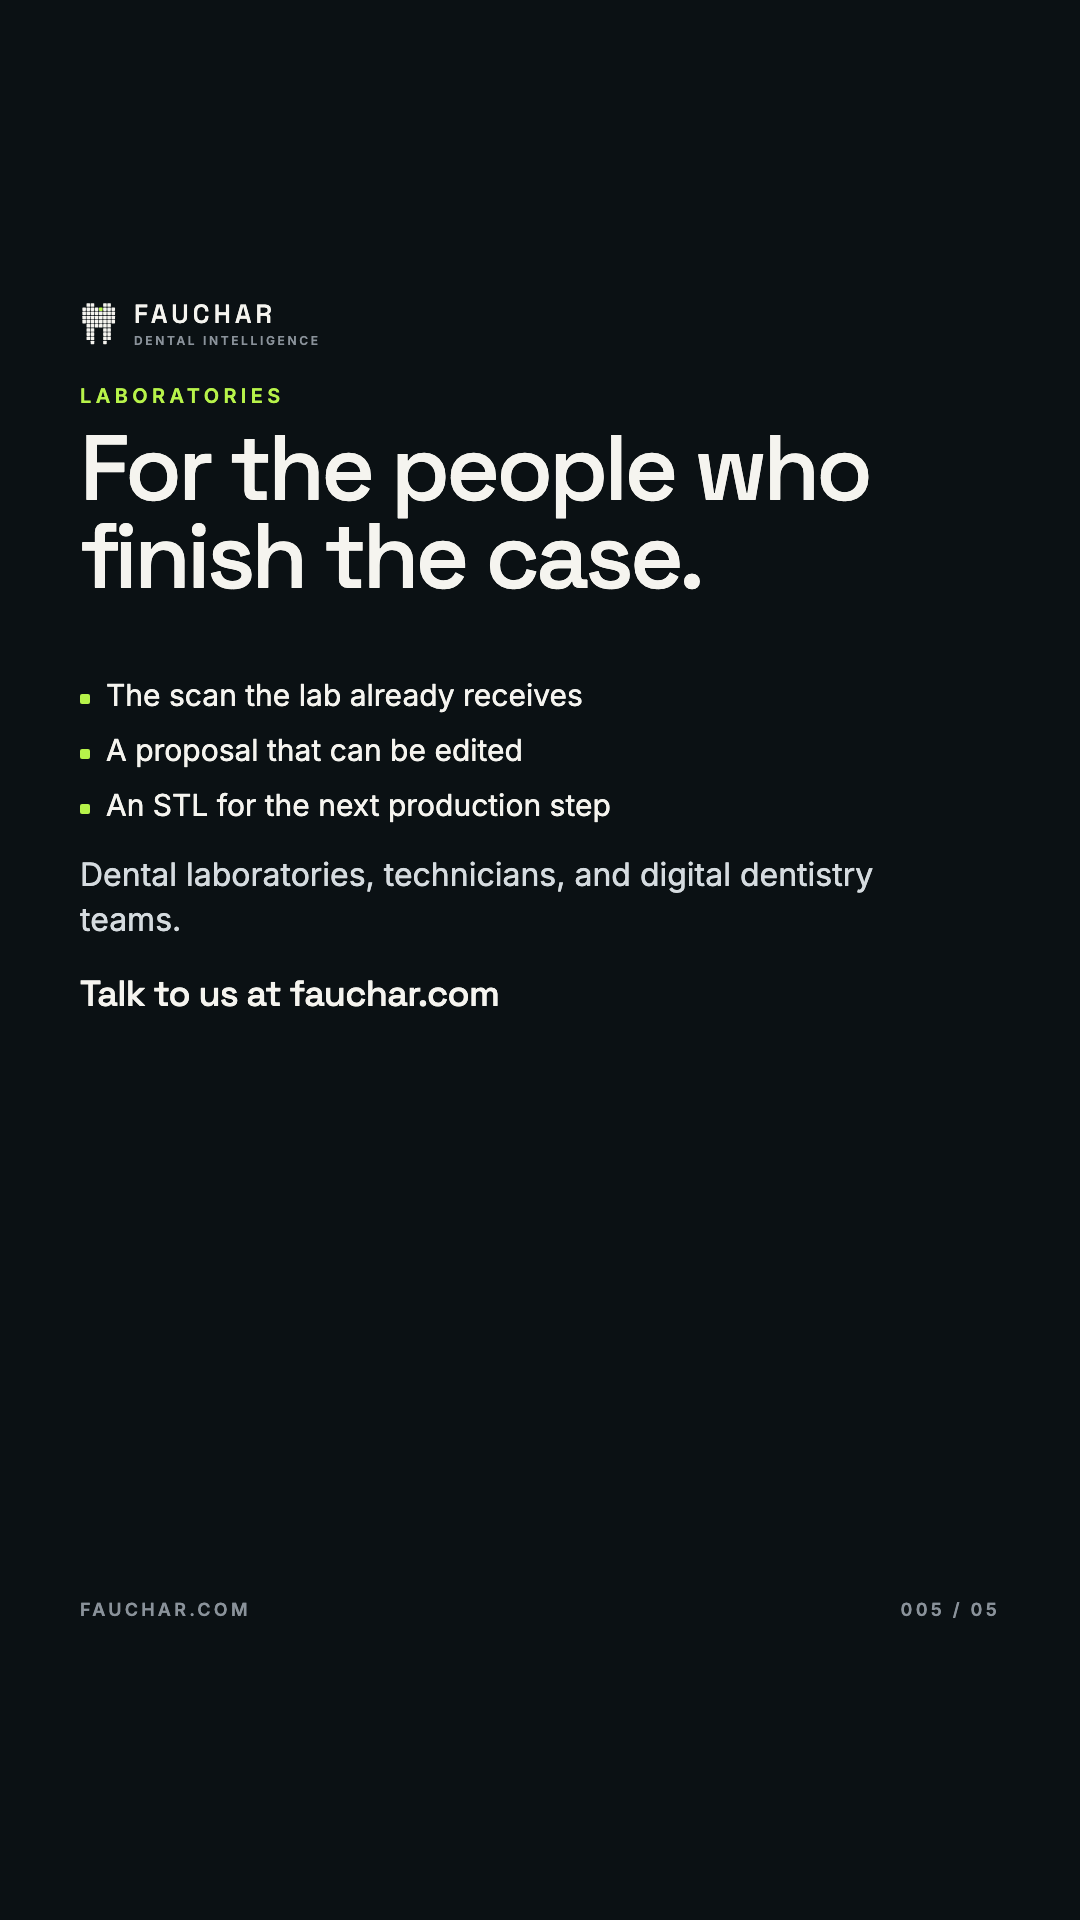 FAUCHAR
DENTAL INTELLIGENCE
LABORATORIES
For the people who
finish the case.
The scan the lab already receives
A proposal that can be edited
An STL for the next production step
Dental laboratories, technicians, and digital dentistry
teams.
Talk to us at fauchar.com
FAUCHAR.COM
005 / 05